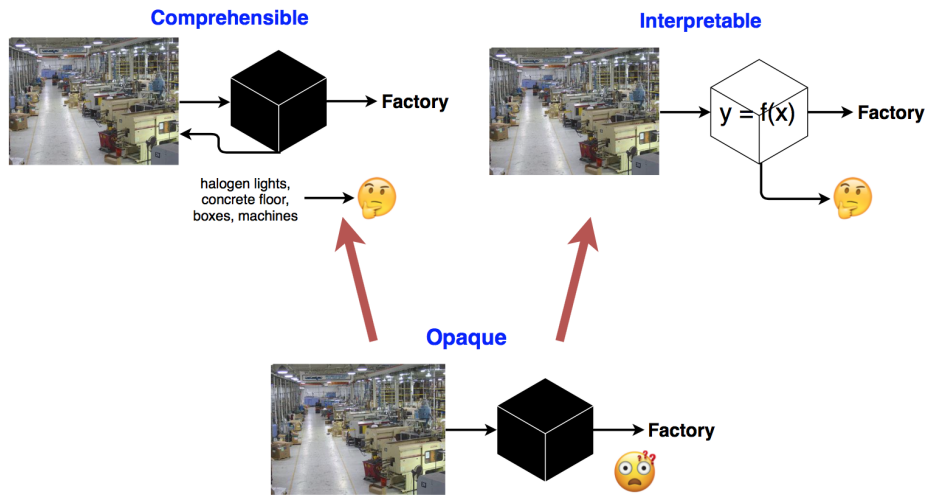 Comprehensible
Interpretable
Factory
y = f(x)
Factory
halogen lights,
concrete floor,
boxes, machines
Opaque
Factory
???